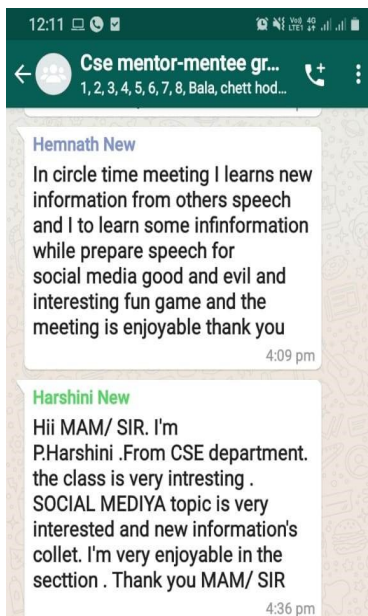 12:11
Cse mentor-mentee gr...
1, 2, 3, 4, 5, 6, 7, 8, Bala, chett hod...
Hemnath New
In circle time meeting I learns new
information from others speech
and I to learn some infinformation
while prepare speech for
social media good and evil and
interesting fun game and the
meeting is enjoyable thank you
4:09 pm
Harshini New
Hii MAM/ SIR. I'm
P.Harshini .From CSE department.
the class is very intresting .
SOCIAL MEDIYA topic is very
interested and new information's
collet. I'm very enjoyable in the
secttion . Thank you MAM/ SIR
4:36 pm